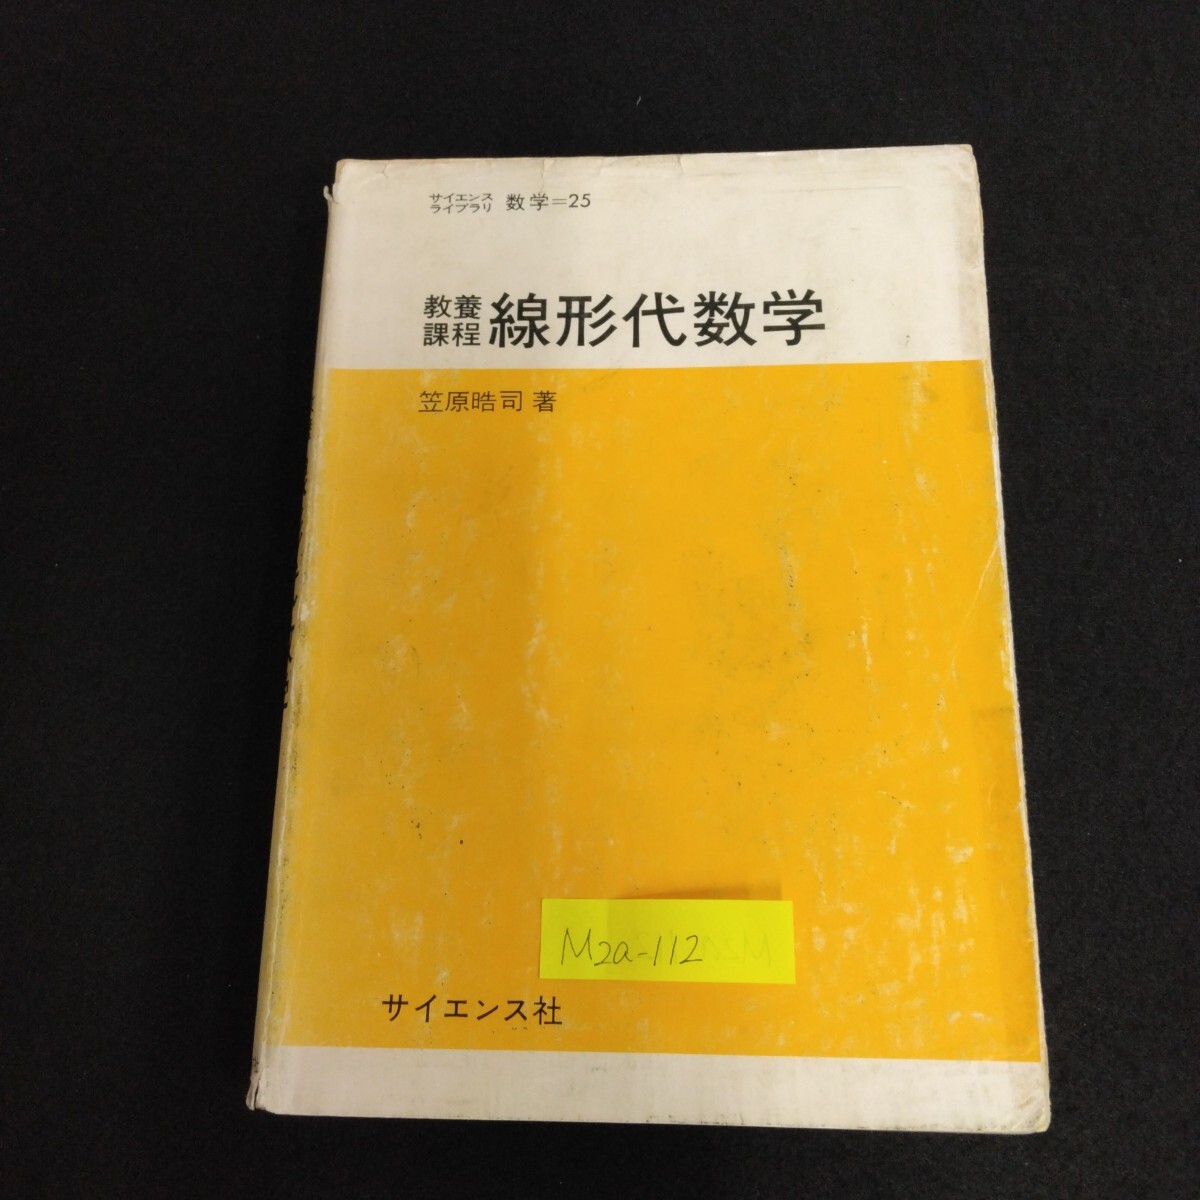 サイエンス
ライブラリ 数学=25
教養
課程 線形代数学
笠原晧司 著
M2a-112
サイエンス社